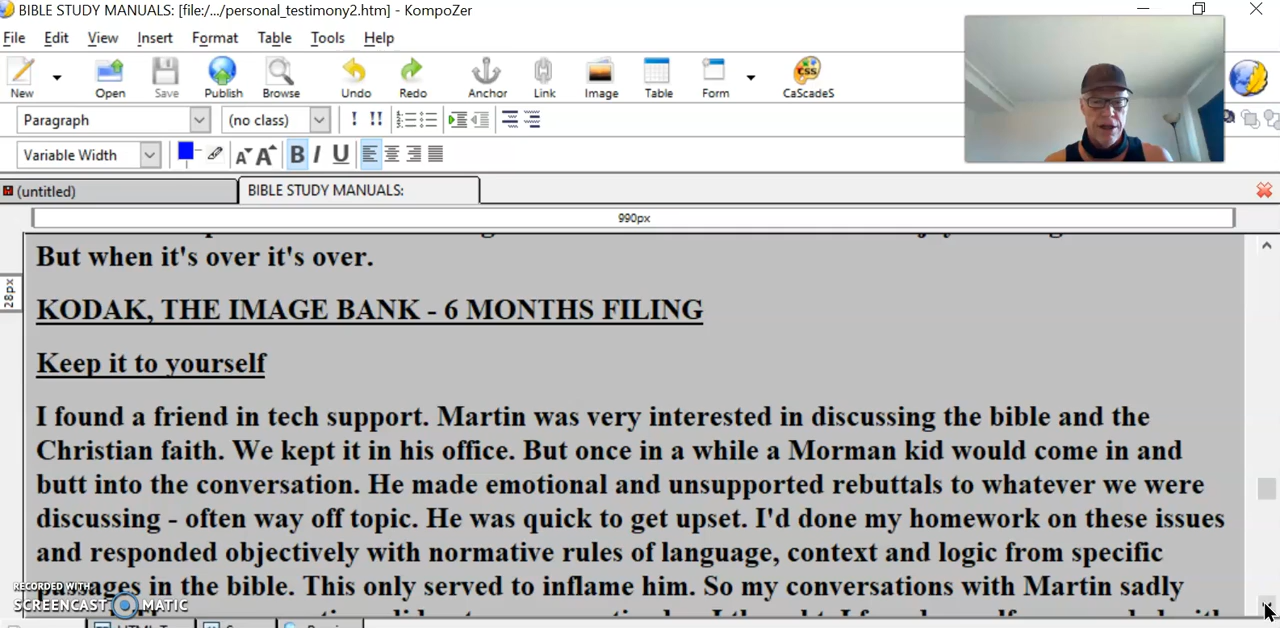 BIBLE STUDY MANUALS: [file:/.../personal_testimony2.htm] - KompoZer
File Edit View Insert Format Table Tools Help
New Open Save Publish Browse Undo Redo Anchor Link Image Table Form CaScadeS
Paragraph (no class)
Variable Width
(untitled) BIBLE STUDY MANUALS:
990px
28px
But when it's over it's over.
KODAK, THE IMAGE BANK - 6 MONTHS FILING
Keep it to yourself
I found a friend in tech support. Martin was very interested in discussing the bible and the
Christian faith. We kept it in his office. But once in a while a Morman kid would come in and
butt into the conversation. He made emotional and unsupported rebuttals to whatever we were
discussing - often way off topic. He was quick to get upset. I'd done my homework on these issues
and responded objectively with normative rules of language, context and logic from specific
passages in the bible. This only served to inflame him. So my conversations with Martin sadly
RECORDED WITH
SCREENCAST MATIC